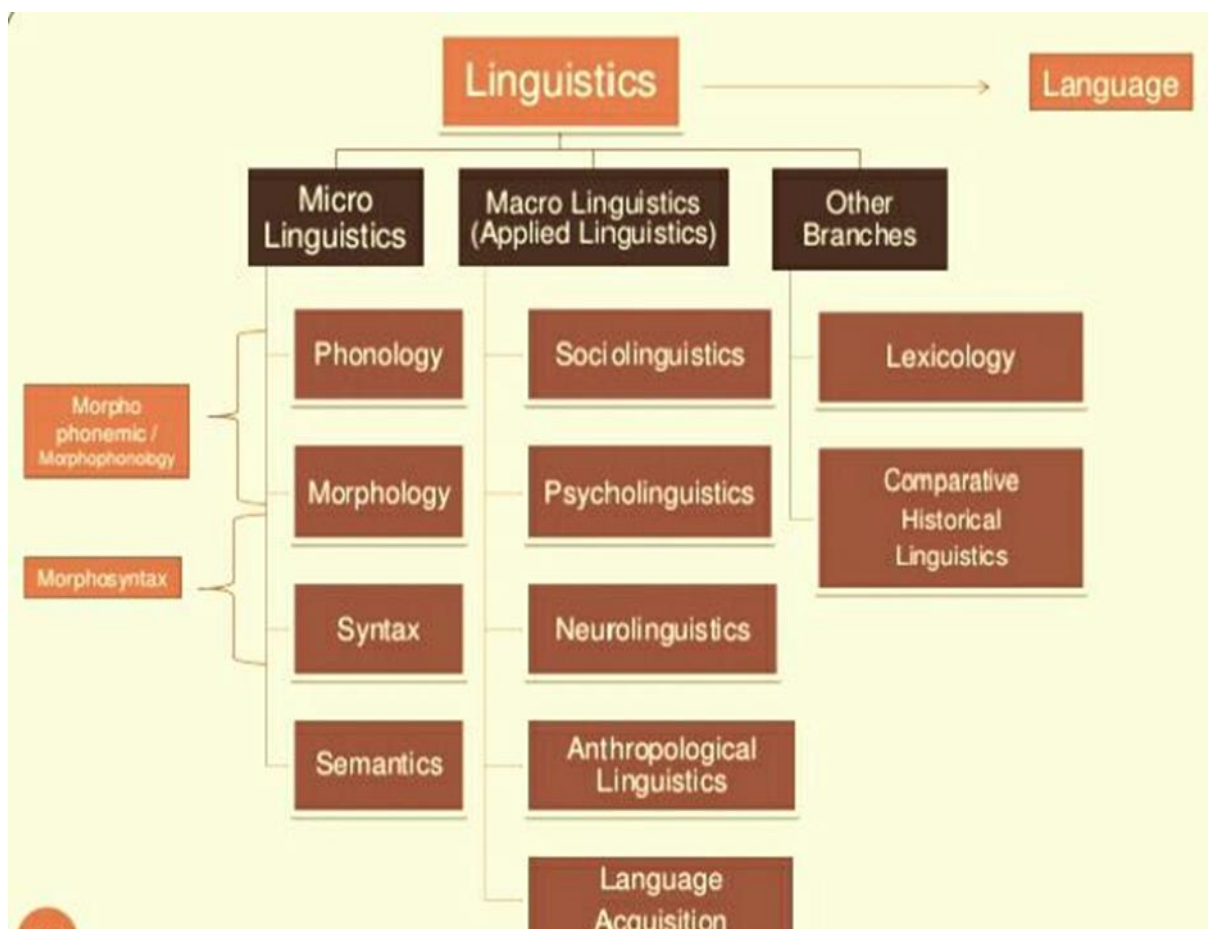 Linguistics
Language
Micro
Linguistics
Macro Linguistics
(Applied Linguistics)
Other
Branches
Morpho
phonemic /
Morphophonology
Morphosyntax
Phonology
Morphology
Syntax
Semantics
Sociolinguistics
Psycholinguistics
Neurolinguistics
Anthropological
Linguistics
Language
Acquisition
Lexicology
Comparative
Historical
Linguistics